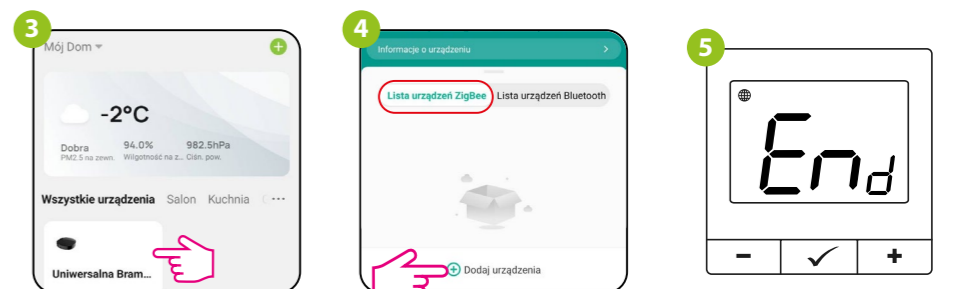 3
Mój Dom
-2°C
Dobra 94.0% 982.5hPa
PM2.5 na zewn. Wilgotność na z... Ciśn. pow.
Wszystkie urządzenia Salon Kuchnia
Uniwersalna Bram...
4
Informacje o urządzeniu >
Lista urządzeń ZigBee Lista urządzeń Bluetooth
Dodaj urządzenia
5
End
- ✓ +